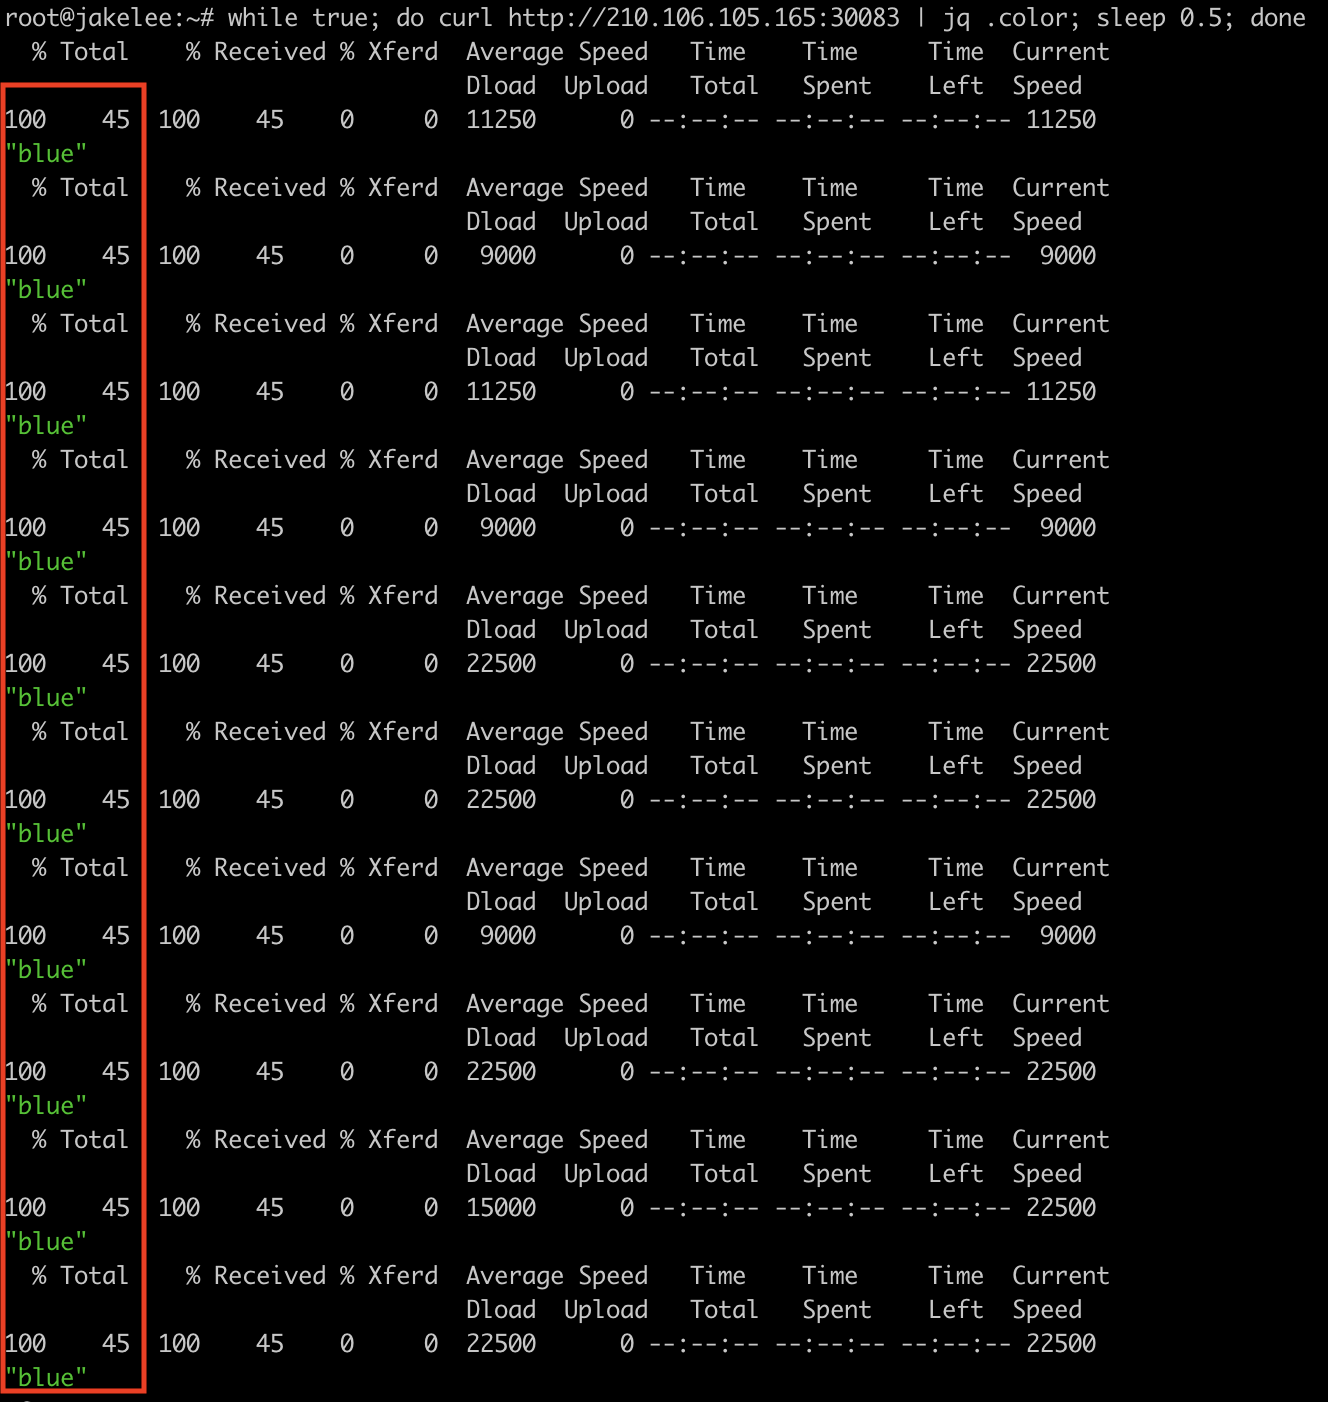 root@jakelee:~# while true; do curl http://210.106.105.165:30083 | jq .color; sleep 0.5; done
  % Total    % Received % Xferd  Average Speed   Time    Time     Time  Current
                                 Dload  Upload   Total   Spent    Left  Speed
100    45  100    45    0     0  11250      0 --:--:-- --:--:-- --:--:-- 11250
"blue"
  % Total    % Received % Xferd  Average Speed   Time    Time     Time  Current
                                 Dload  Upload   Total   Spent    Left  Speed
100    45  100    45    0     0   9000      0 --:--:-- --:--:-- --:--:--  9000
"blue"
  % Total    % Received % Xferd  Average Speed   Time    Time     Time  Current
                                 Dload  Upload   Total   Spent    Left  Speed
100    45  100    45    0     0  11250      0 --:--:-- --:--:-- --:--:-- 11250
"blue"
  % Total    % Received % Xferd  Average Speed   Time    Time     Time  Current
                                 Dload  Upload   Total   Spent    Left  Speed
100    45  100    45    0     0   9000      0 --:--:-- --:--:-- --:--:--  9000
"blue"
  % Total    % Received % Xferd  Average Speed   Time    Time     Time  Current
                                 Dload  Upload   Total   Spent    Left  Speed
100    45  100    45    0     0  22500      0 --:--:-- --:--:-- --:--:-- 22500
"blue"
  % Total    % Received % Xferd  Average Speed   Time    Time     Time  Current
                                 Dload  Upload   Total   Spent    Left  Speed
100    45  100    45    0     0  22500      0 --:--:-- --:--:-- --:--:-- 22500
"blue"
  % Total    % Received % Xferd  Average Speed   Time    Time     Time  Current
                                 Dload  Upload   Total   Spent    Left  Speed
100    45  100    45    0     0   9000      0 --:--:-- --:--:-- --:--:--  9000
"blue"
  % Total    % Received % Xferd  Average Speed   Time    Time     Time  Current
                                 Dload  Upload   Total   Spent    Left  Speed
100    45  100    45    0     0  22500      0 --:--:-- --:--:-- --:--:-- 22500
"blue"
  % Total    % Received % Xferd  Average Speed   Time    Time     Time  Current
                                 Dload  Upload   Total   Spent    Left  Speed
100    45  100    45    0     0  15000      0 --:--:-- --:--:-- --:--:-- 22500
"blue"
  % Total    % Received % Xferd  Average Speed   Time    Time     Time  Current
                                 Dload  Upload   Total   Spent    Left  Speed
100    45  100    45    0     0  22500      0 --:--:-- --:--:-- --:--:-- 22500
"blue"